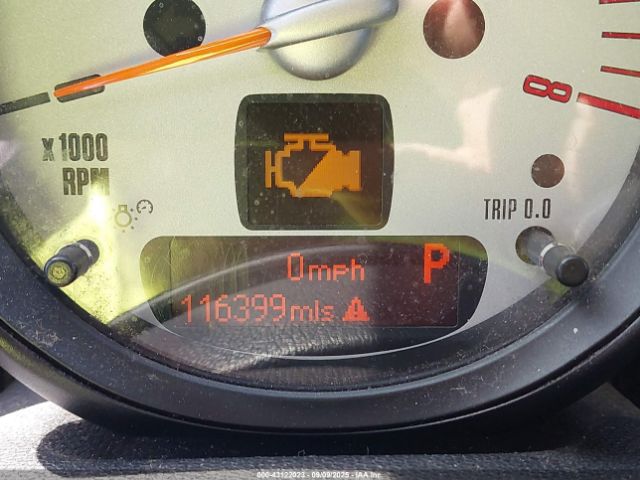 8
x 1000
RPM
TRIP 0.0
0mph P
116399mls
000-43122023 - 09/09/2025 - IAA Inc.